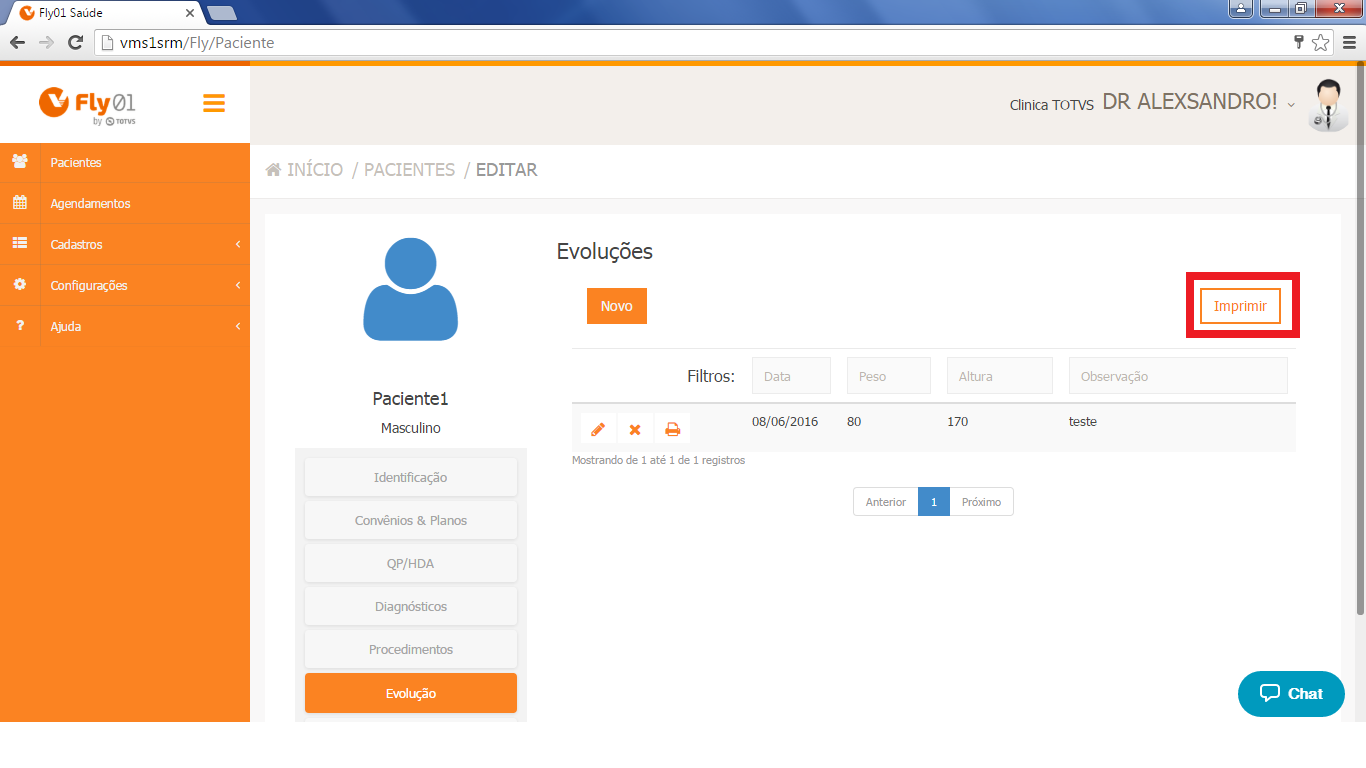 Fly01 Saúde
vms1srm/Fly/Paciente
Fly01
by TOTVS
Clinica TOTVS DR ALEXSANDRO!
Pacientes
Agendamentos
Cadastros
Configurações
? Ajuda
INÍCIO / PACIENTES / EDITAR
Paciente1
Masculino
Identificação
Convênios & Planos
QP/HDA
Diagnósticos
Procedimentos
Evolução
Evoluções
Novo
Imprimir
Filtros: Data Peso Altura Observação
08/06/2016 80 170 teste
Mostrando de 1 até 1 de 1 registros
Anterior 1 Próximo
Chat